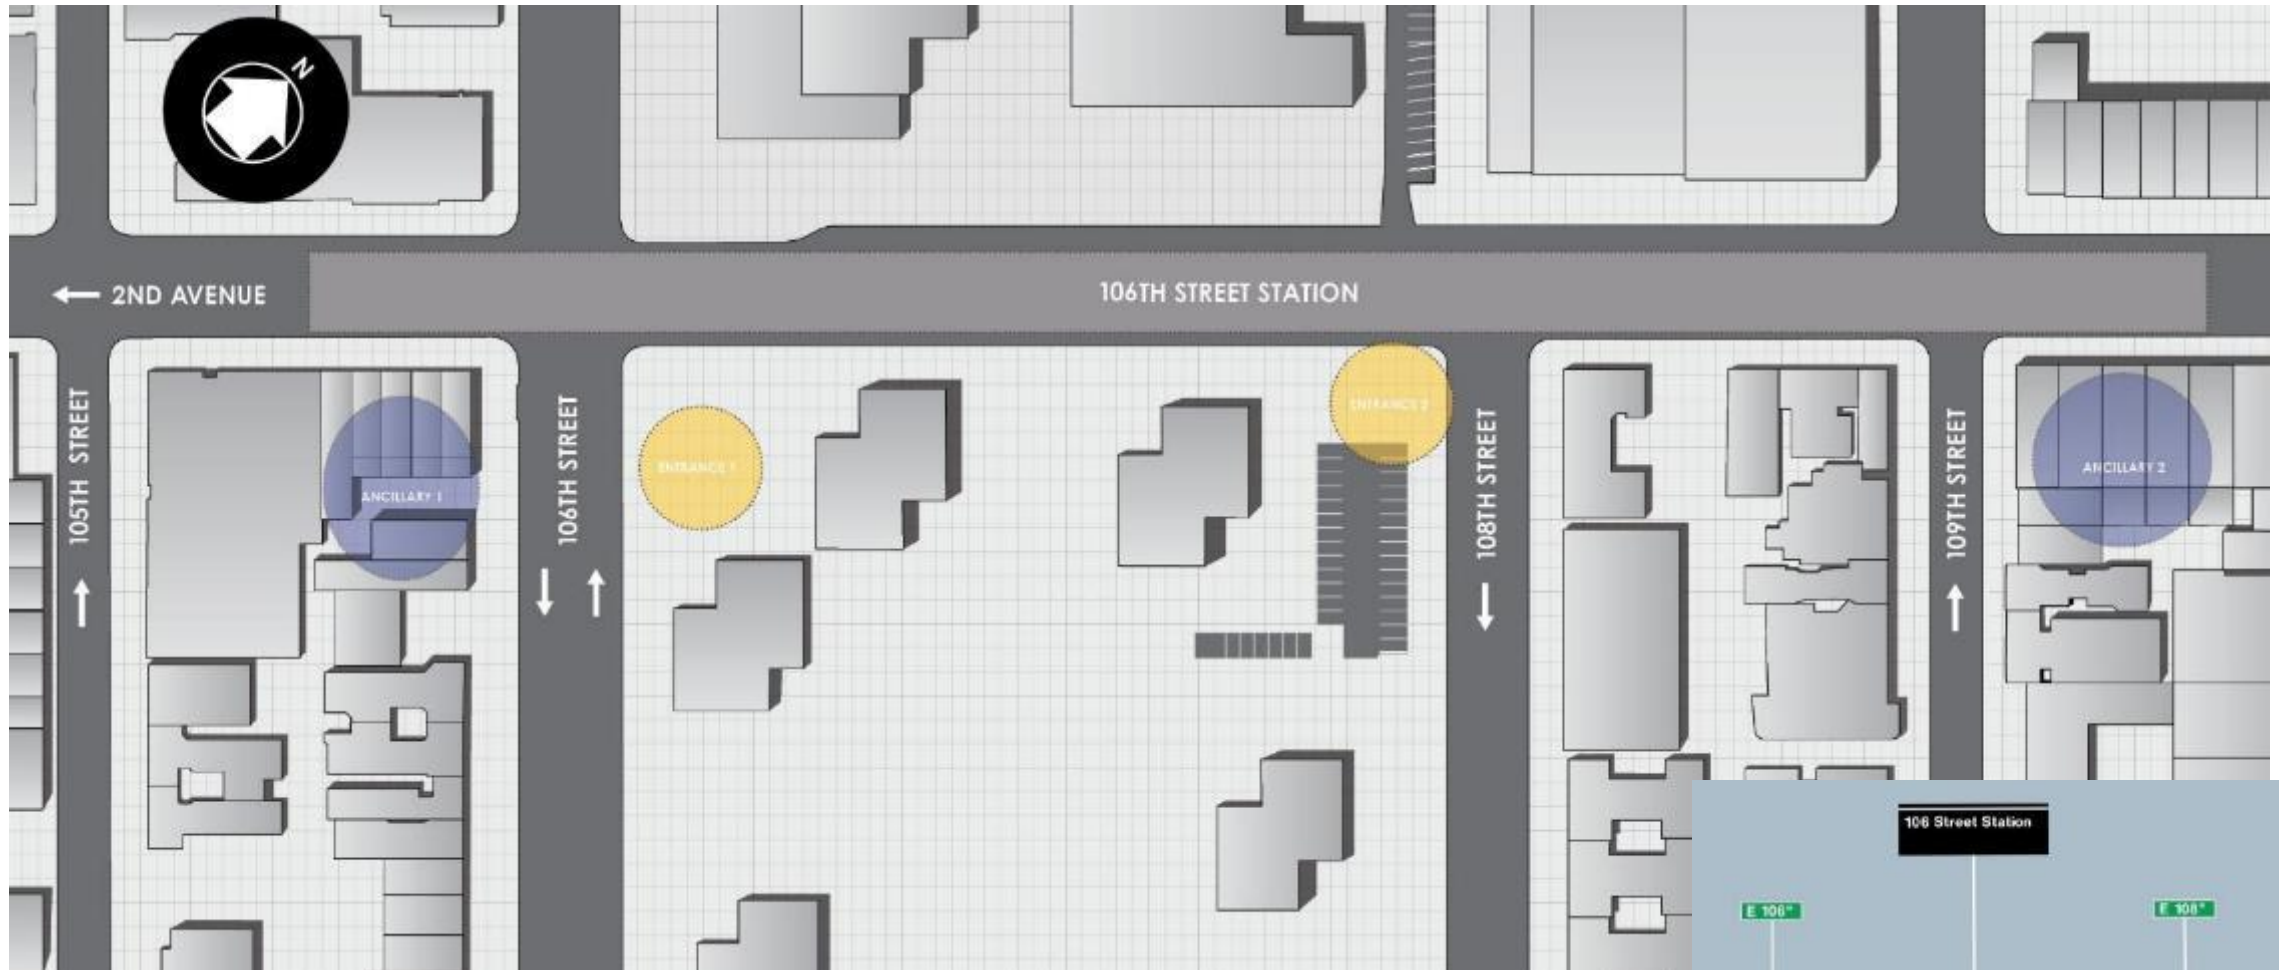 N
2ND AVENUE
106TH STREET STATION
105TH STREET
106TH STREET
108TH STREET
109TH STREET
ENTRANCE 1
ENTRANCE 2
ANCILLARY 1
ANCILLARY 2
106 Street Station
E 106"
E 108"